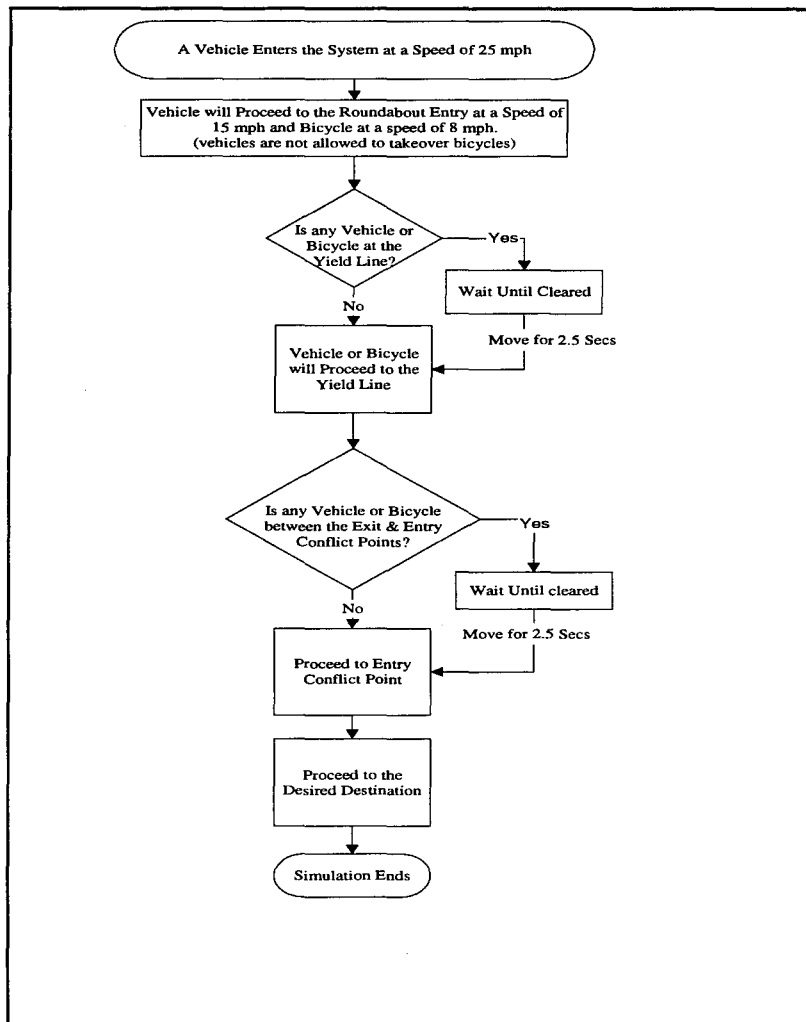 A Vehicle Enters the System at a Speed of 25 mph
Vehicle will Proceed to the Roundabout Entry at a Speed of
15 mph and Bicycle at a speed of 8 mph.
(vehicles are not allowed to takeover bicycles)
Is any Vehicle or
Bicycle at the
Yield Line?
Yes
Wait Until Cleared
No
Move for 2.5 Secs
Vehicle or Bicycle
will Proceed to the
Yield Line
Is any Vehicle or Bicycle
between the Exit & Entry
Conflict Points?
Yes
Wait Until cleared
No
Move for 2.5 Secs
Proceed to Entry
Conflict Point
Proceed to the
Desired Destination
Simulation Ends